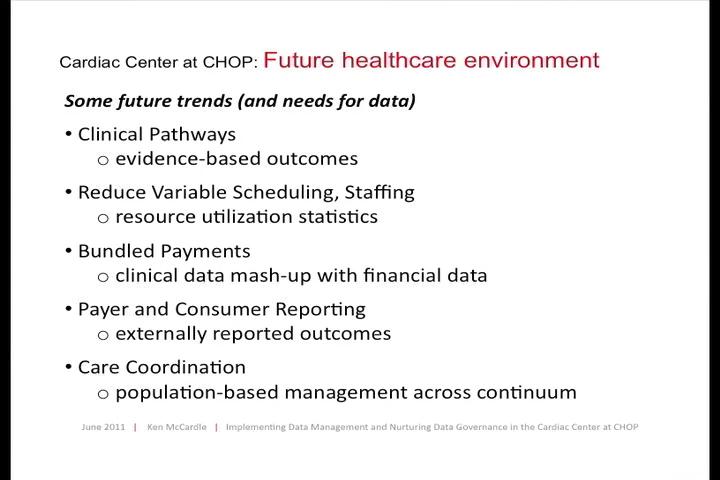 Cardiac Center at CHOP: Future healthcare environment
Some future trends (and needs for data)
• Clinical Pathways
o evidence-based outcomes
• Reduce Variable Scheduling, Staffing
o resource utilization statistics
• Bundled Payments
o clinical data mash-up with financial data
• Payer and Consumer Reporting
o externally reported outcomes
• Care Coordination
o population-based management across continuum
June 2011 | Ken McCardle | Implementing Data Management and Nurturing Data Governance in the Cardiac Center at CHOP